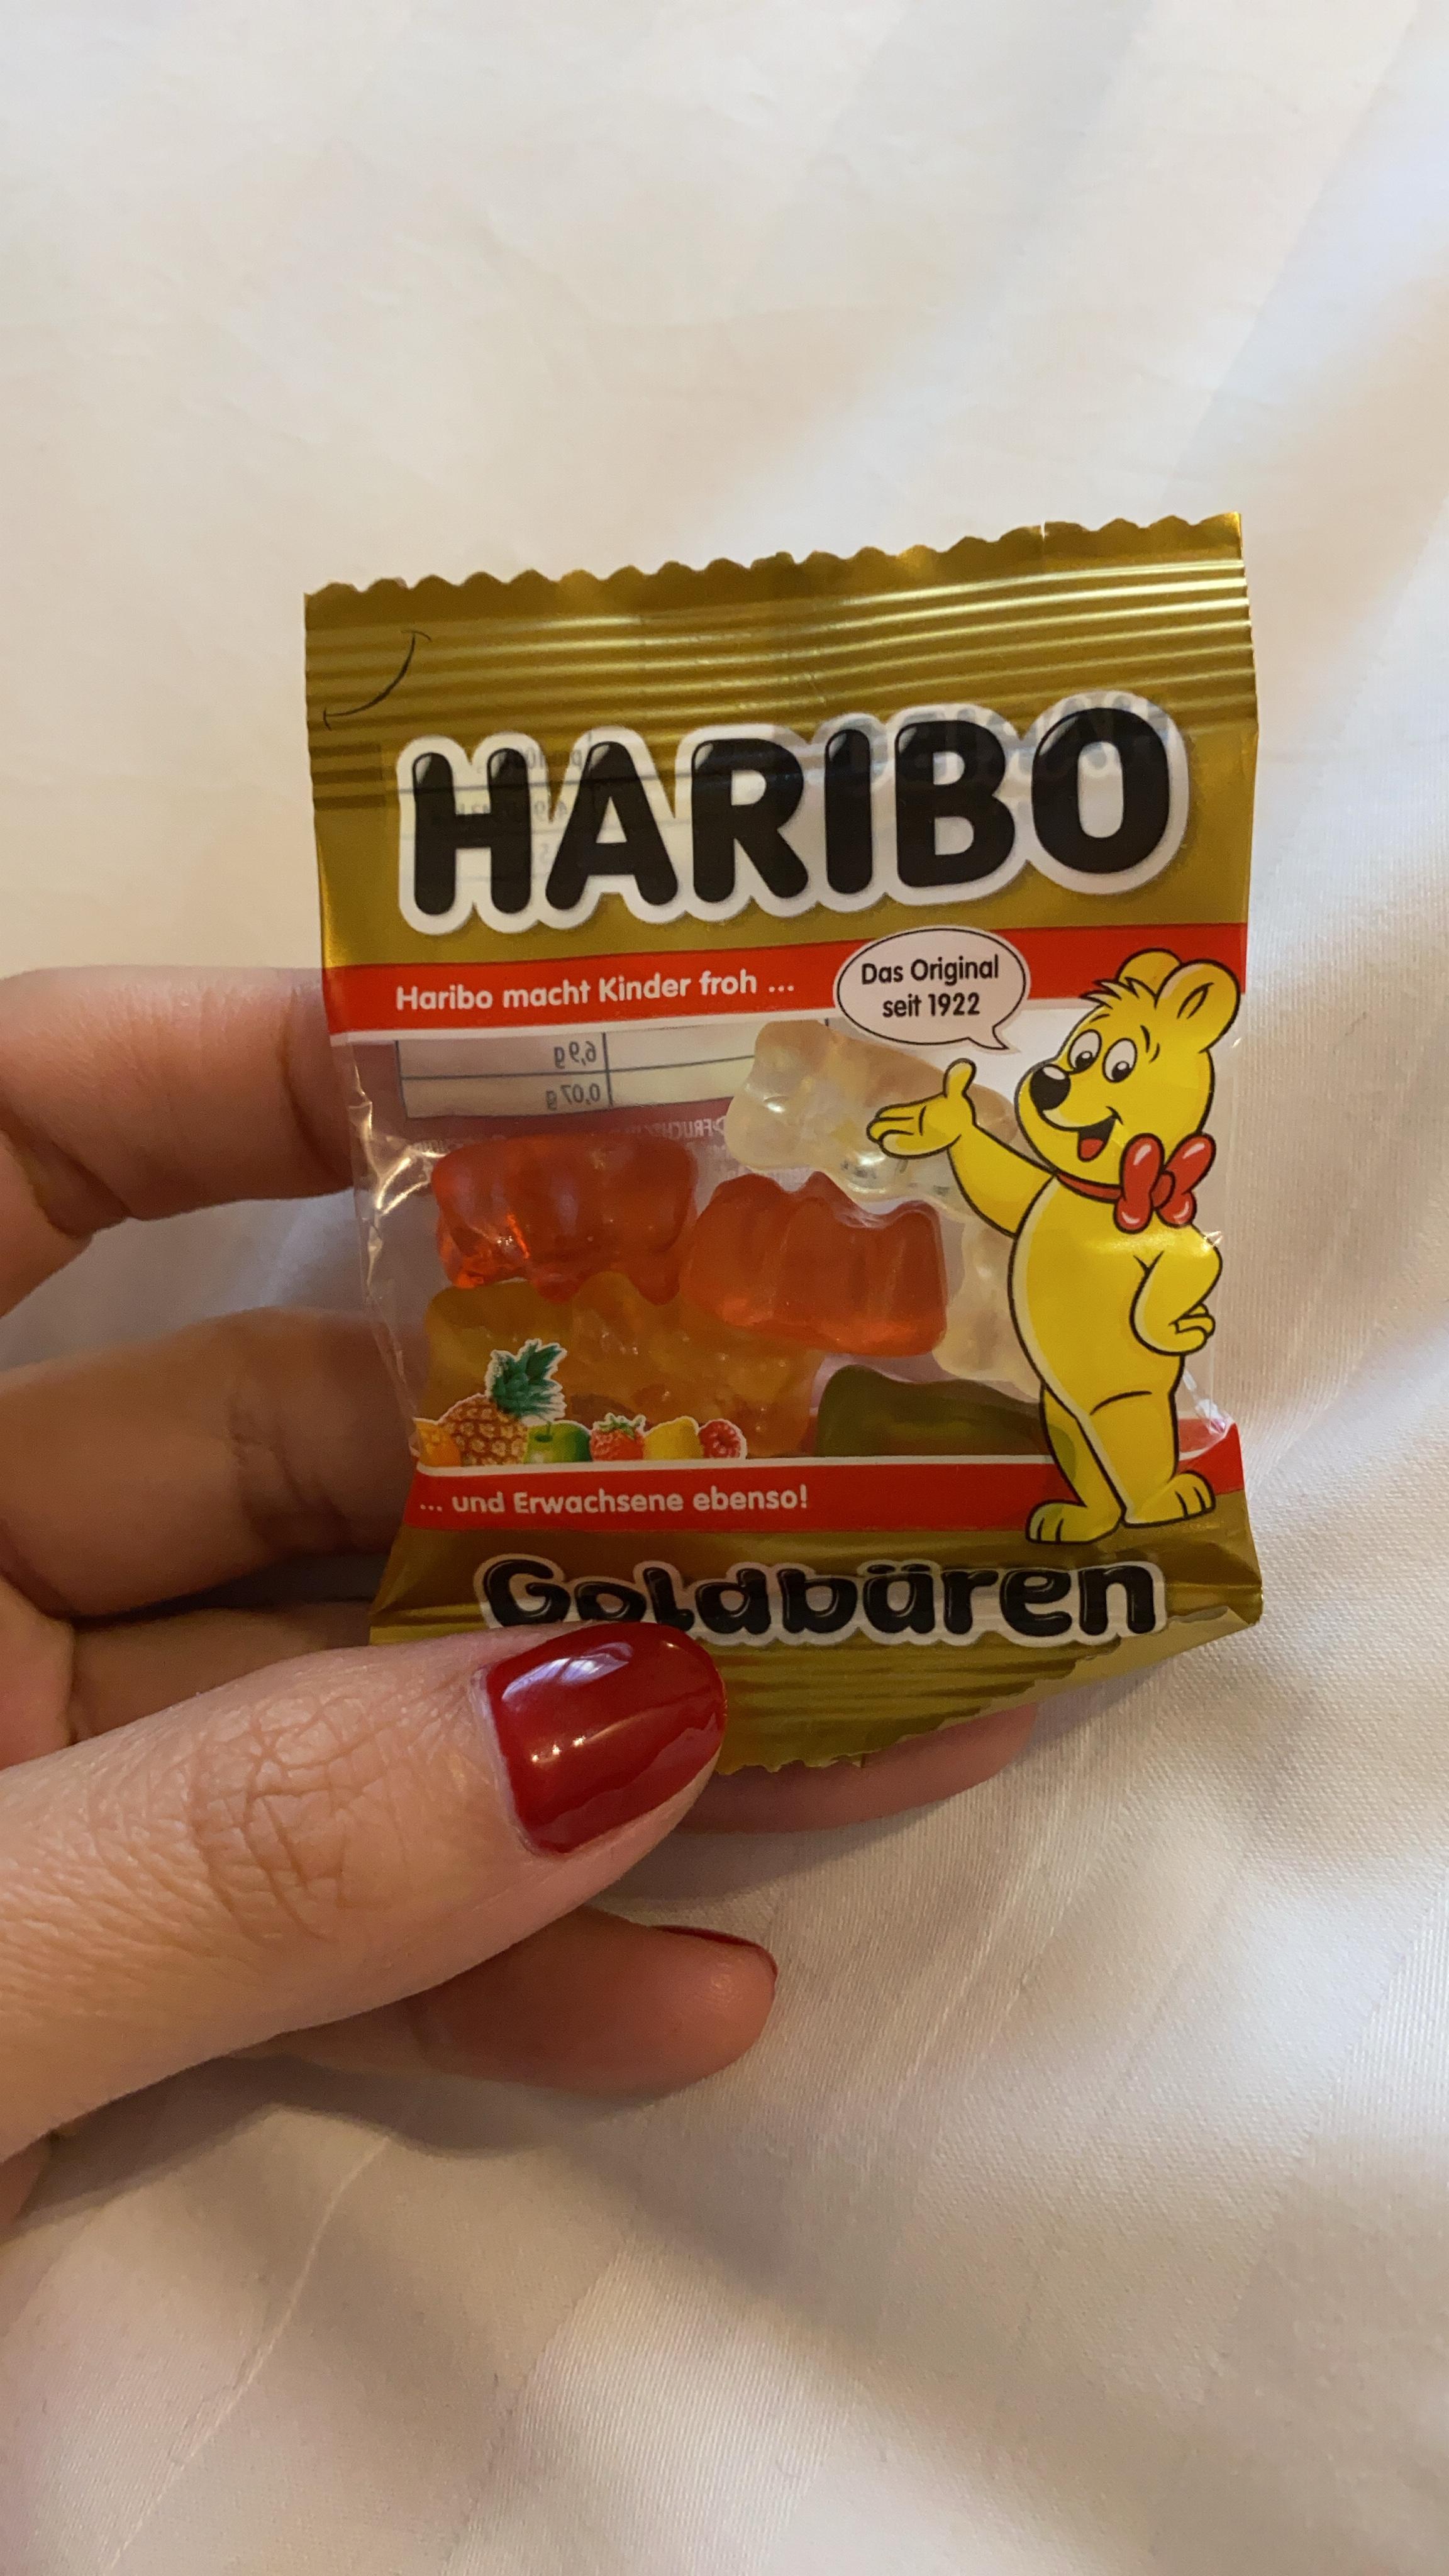 HARIBO
Haribo macht Kinder froh ...
Das Original
seit 1922
6,9 g
0,07 g
... und Erwachsene ebenso!
Goldbären